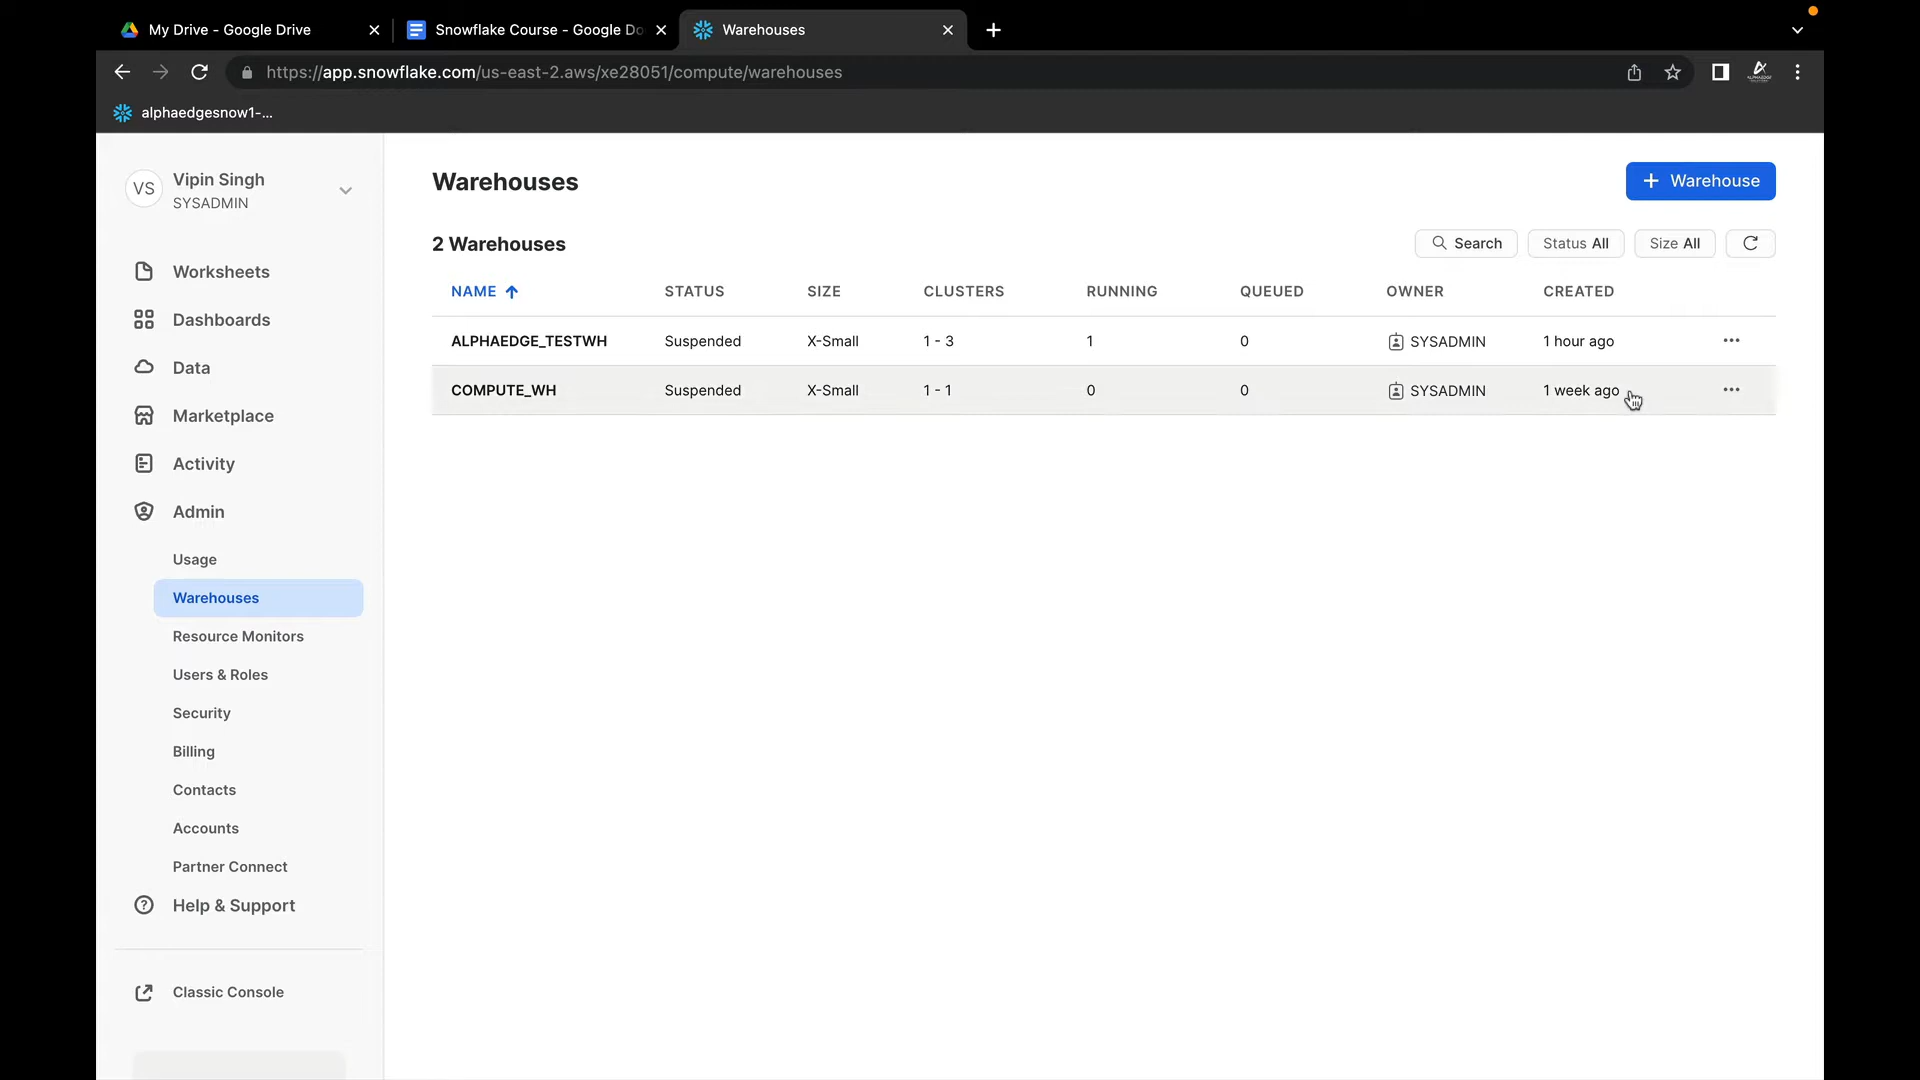 My Drive - Google Drive
Snowflake Course - Google Do
Warehouses
https://app.snowflake.com/us-east-2.aws/xe28051/compute/warehouses
alphaedgesnow1-...
VS
Vipin Singh
SYSADMIN
Worksheets
Dashboards
Data
Marketplace
Activity
Admin
Usage
Warehouses
Resource Monitors
Users & Roles
Security
Billing
Contacts
Accounts
Partner Connect
Help & Support
Classic Console
Warehouses
+ Warehouse
2 Warehouses
Search
Status All
Size All
NAME STATUS SIZE CLUSTERS RUNNING QUEUED OWNER CREATED
ALPHAEDGE_TESTWH Suspended X-Small 1 - 3 1 0 SYSADMIN 1 hour ago
COMPUTE_WH Suspended X-Small 1 - 1 0 0 SYSADMIN 1 week ago